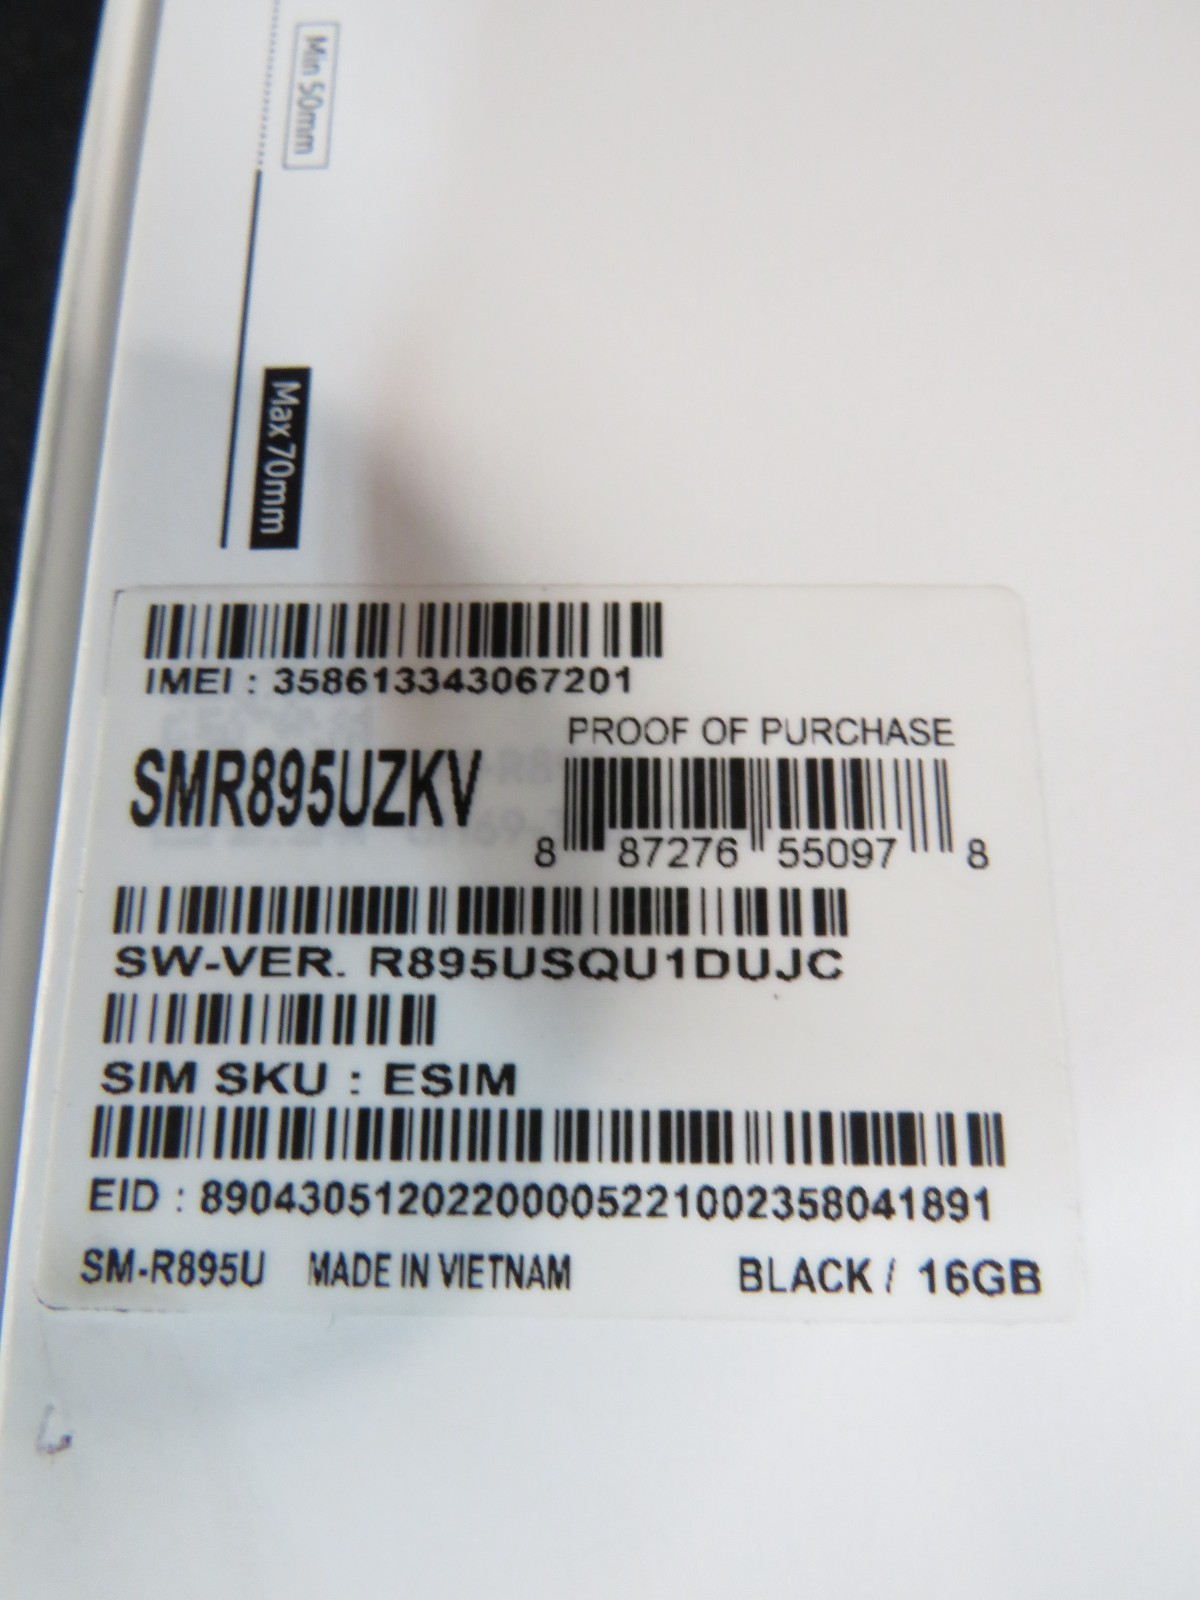 Min 50mm
Max 70mm
IMEI : 358613343067201
PROOF OF PURCHASE
SMR895UZKV
8 87276 55097 8
SW-VER. R895USQU1DUJC
SIM SKU : ESIM
EID : 89043051202200005221002358041891
SM-R895U MADE IN VIETNAM BLACK / 16GB